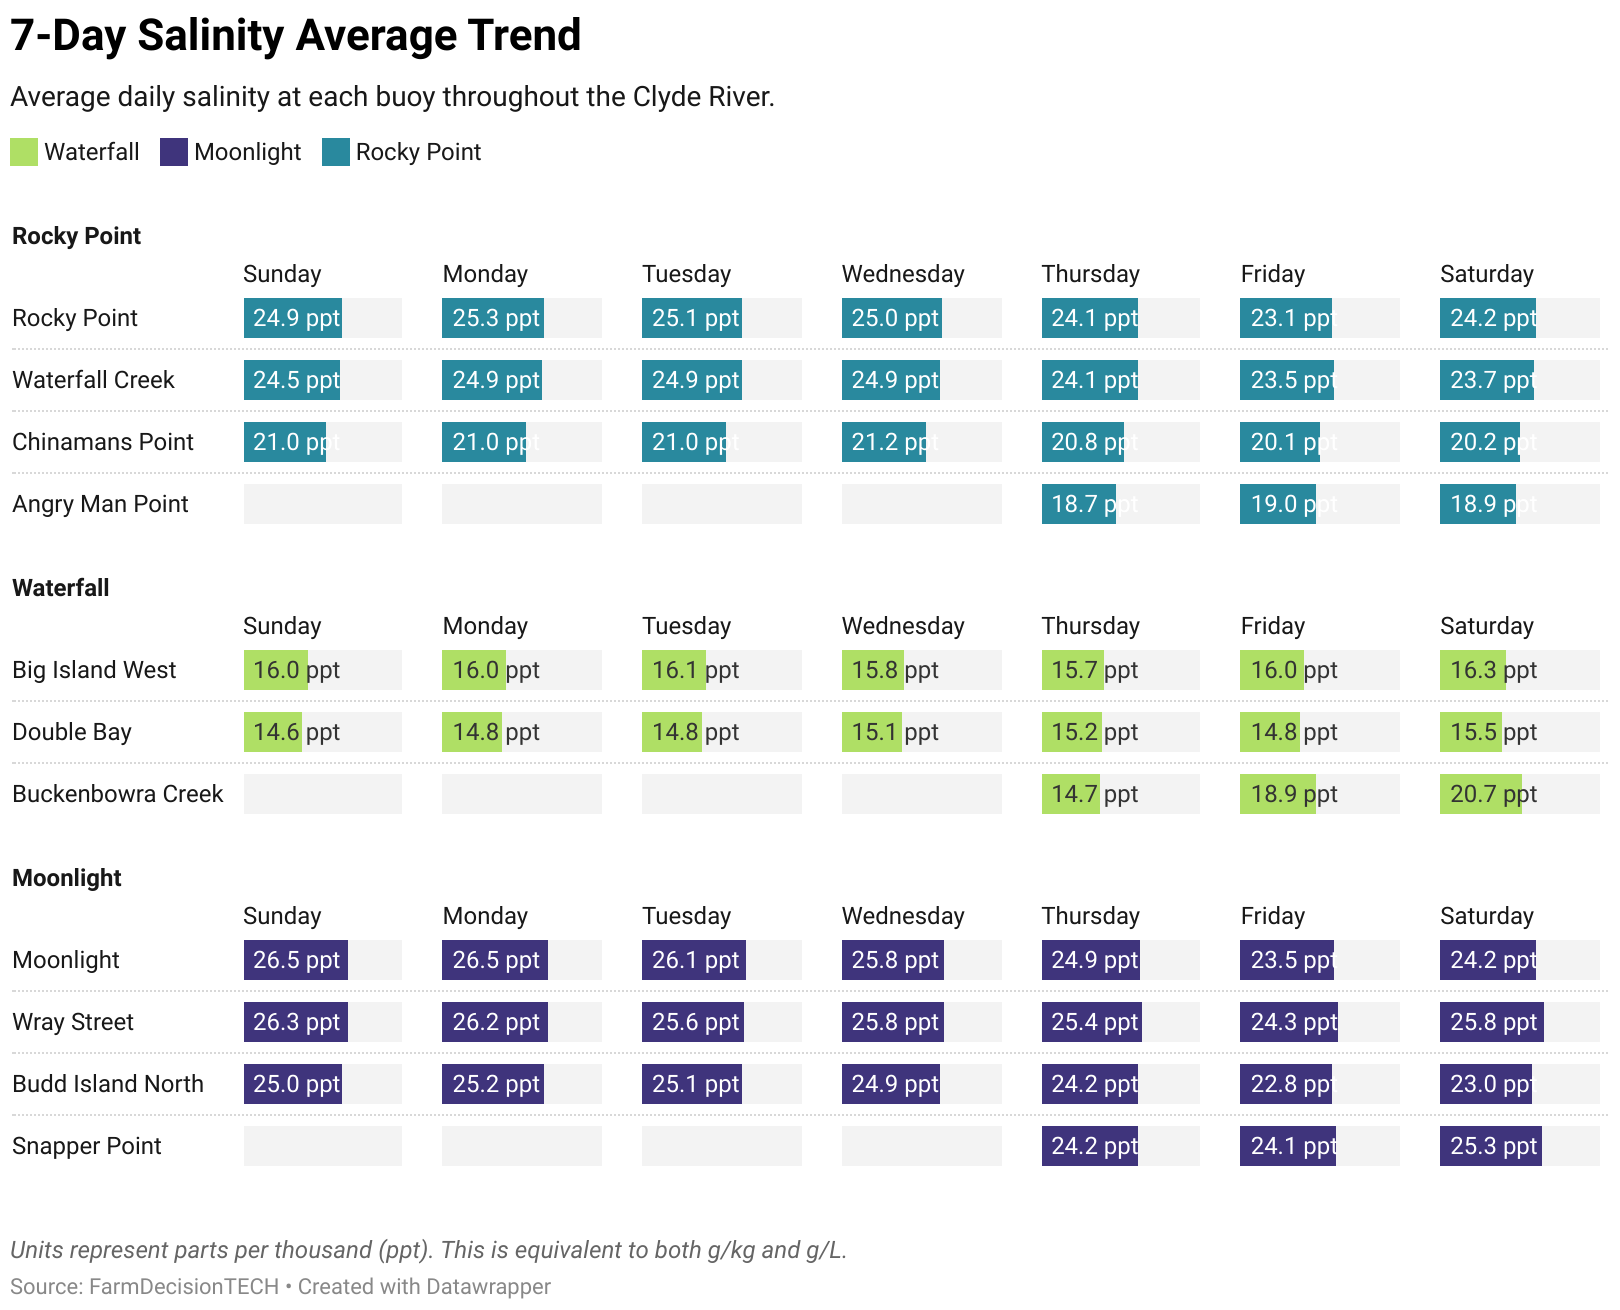 7-Day Salinity Average Trend
Average daily salinity at each buoy throughout the Clyde River.
Waterfall Moonlight Rocky Point
Rocky Point
Sunday Monday Tuesday Wednesday Thursday Friday Saturday
Rocky Point 24.9 ppt 25.3 ppt 25.1 ppt 25.0 ppt 24.1 ppt 23.1 ppt 24.2 ppt
Waterfall Creek 24.5 ppt 24.9 ppt 24.9 ppt 24.9 ppt 24.1 ppt 23.5 ppt 23.7 ppt
Chinamans Point 21.0 ppt 21.0 ppt 21.0 ppt 21.2 ppt 20.8 ppt 20.1 ppt 20.2 ppt
Angry Man Point 18.7 ppt 19.0 ppt 18.9 ppt
Waterfall
Sunday Monday Tuesday Wednesday Thursday Friday Saturday
Big Island West 16.0 ppt 16.0 ppt 16.1 ppt 15.8 ppt 15.7 ppt 16.0 ppt 16.3 ppt
Double Bay 14.6 ppt 14.8 ppt 14.8 ppt 15.1 ppt 15.2 ppt 14.8 ppt 15.5 ppt
Buckenbowra Creek 14.7 ppt 18.9 ppt 20.7 ppt
Moonlight
Sunday Monday Tuesday Wednesday Thursday Friday Saturday
Moonlight 26.5 ppt 26.5 ppt 26.1 ppt 25.8 ppt 24.9 ppt 23.5 ppt 24.2 ppt
Wray Street 26.3 ppt 26.2 ppt 25.6 ppt 25.8 ppt 25.4 ppt 24.3 ppt 25.8 ppt
Budd Island North 25.0 ppt 25.2 ppt 25.1 ppt 24.9 ppt 24.2 ppt 22.8 ppt 23.0 ppt
Snapper Point 24.2 ppt 24.1 ppt 25.3 ppt
Units represent parts per thousand (ppt). This is equivalent to both g/kg and g/L.
Source: FarmDecisionTECH • Created with Datawrapper